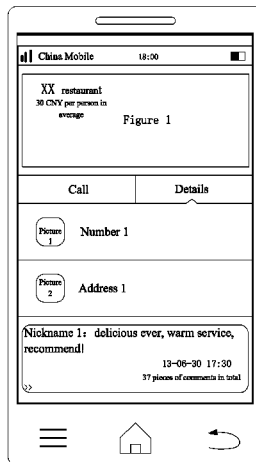 China Mobile 18:00
XX restaurant
30 CNY per person in
average
Figure 1
Call Details
Picture
1
Number 1
Picture
2
Address 1
Nickname 1: delicious ever, warm service,
recommend!
13-06-30 17:30
37 pieces of comments in total
>>